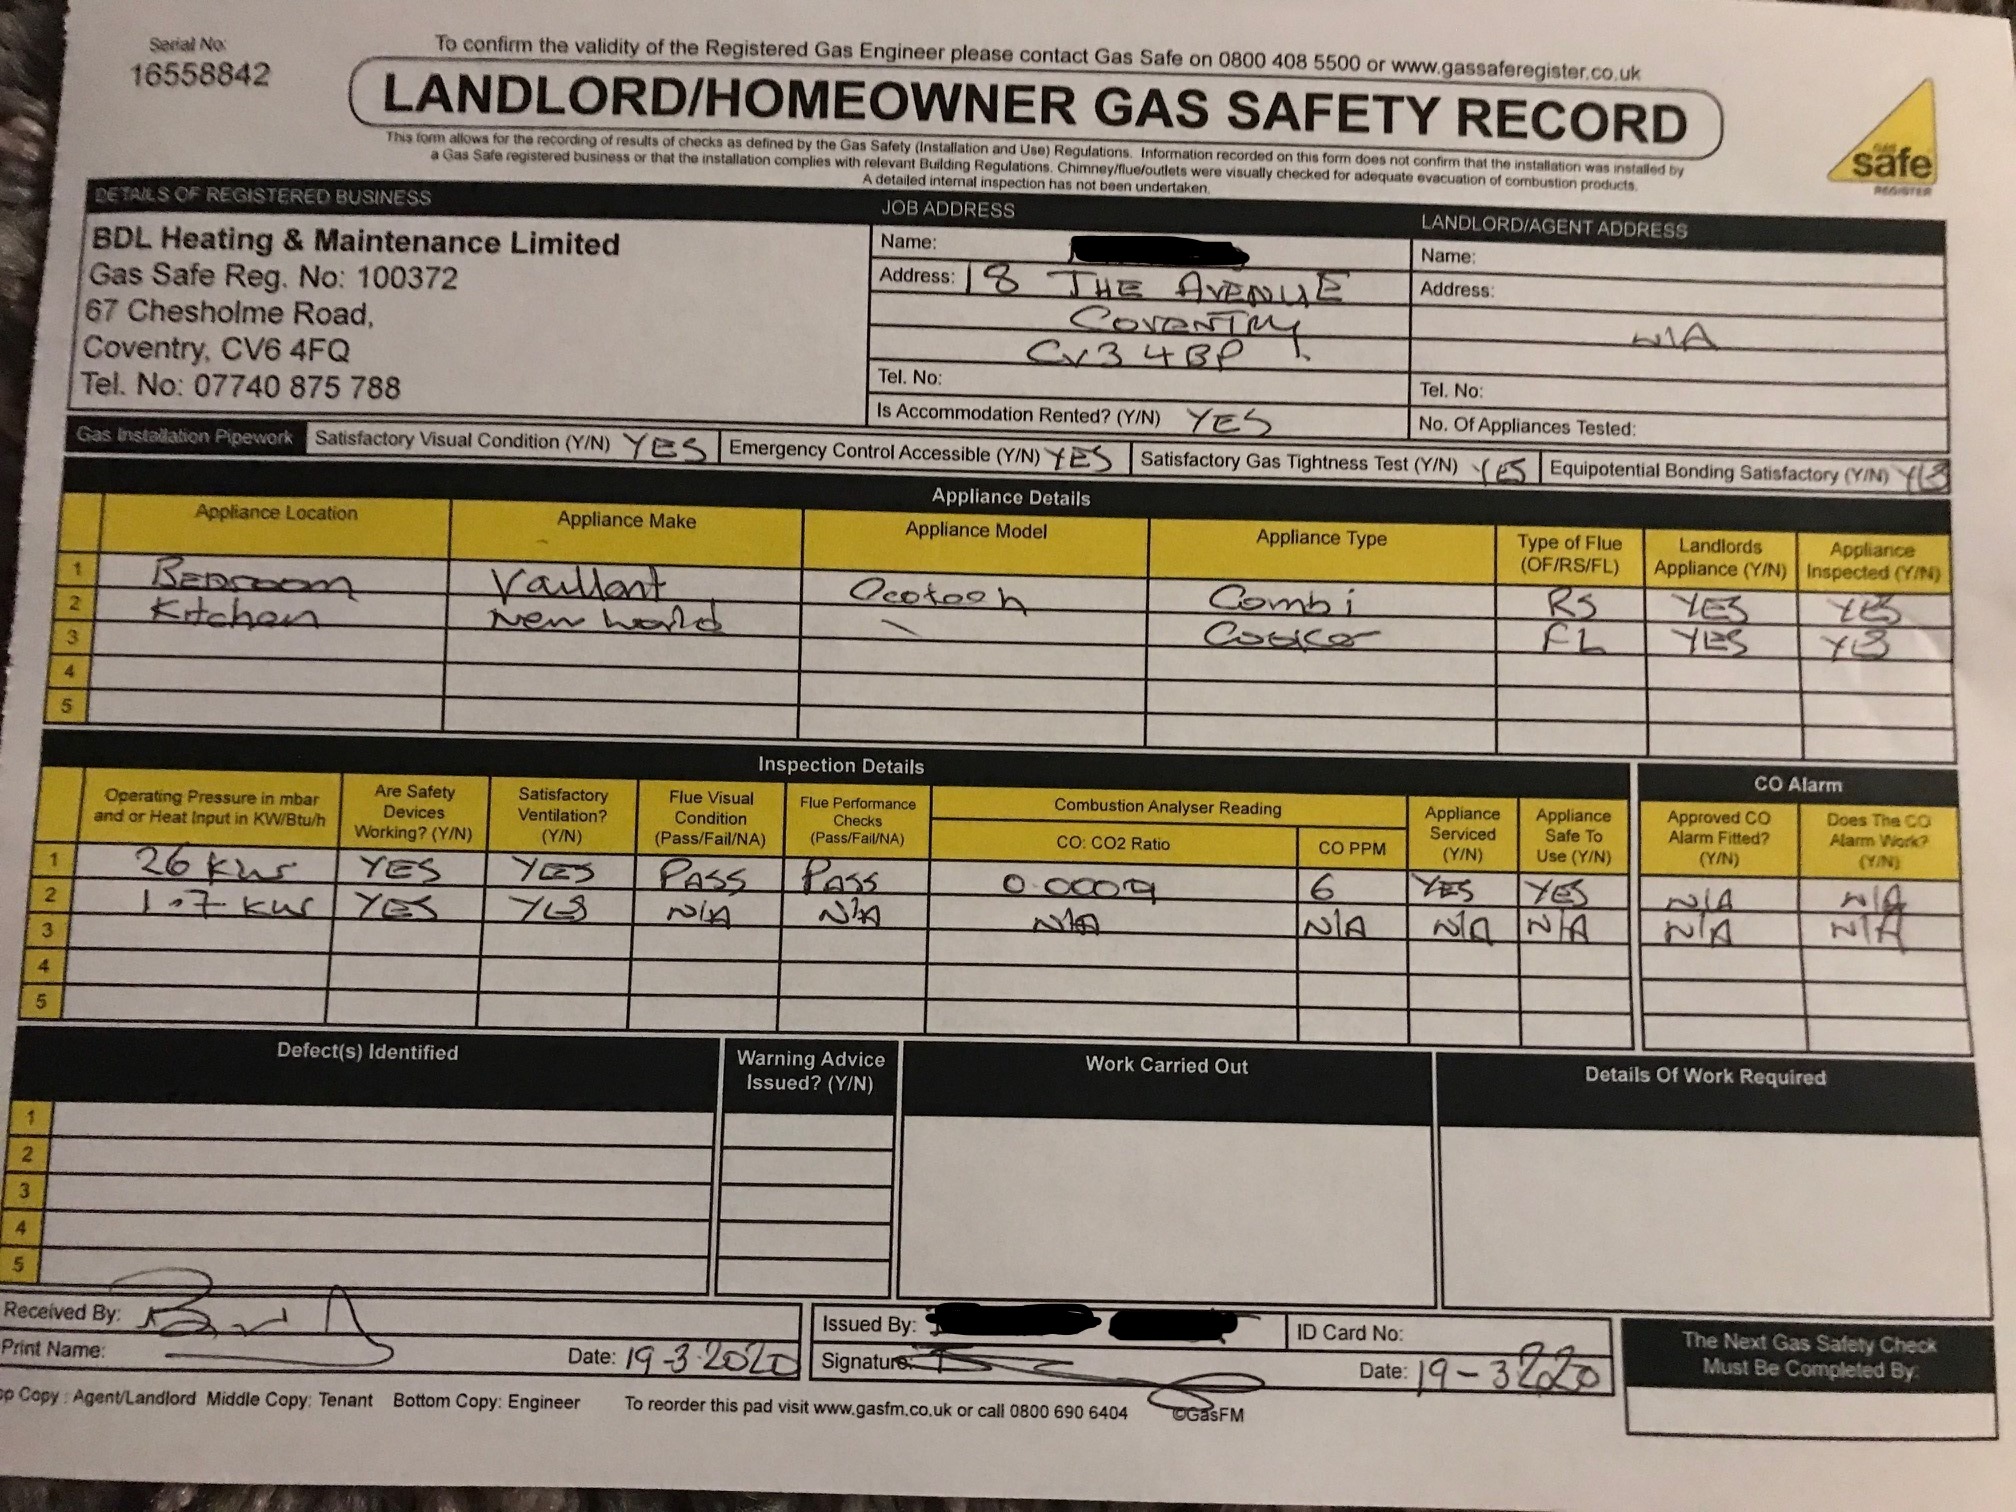 Serial No:
16558842
To confirm the validity of the Registered Gas Engineer please contact Gas Safe on 0800 408 5500 or www.gassaferegister.co.uk
LANDLORD/HOMEOWNER GAS SAFETY RECORD
This form allows for the recording of results of checks as defined by the Gas Safety (Installation and Use) Regulations. Information recorded on this form does not confirm that the installation was installed by
a Gas Safe registered business or that the installation complies with relevant Building Regulations. Chimney/flue/outlets were visually checked for adequate evacuation of combustion products.
A detailed internal inspection has not been undertaken.
GAS
safe
REGISTER
DETAILS OF REGISTERED BUSINESS
BDL Heating & Maintenance Limited
Gas Safe Reg. No: 100372
67 Chesholme Road,
Coventry, CV6 4FQ
Tel. No: 07740 875 788
JOB ADDRESS
Name:
Address: 18 THE AVENUE
COVENTRY
CV3 4BP
Tel. No:
Is Accommodation Rented? (Y/N) YES
LANDLORD/AGENT ADDRESS
Name:
Address:
N/A
Tel. No:
No. Of Appliances Tested:
Gas Installation Pipework Satisfactory Visual Condition (Y/N) YES Emergency Control Accessible (Y/N) YES Satisfactory Gas Tightness Test (Y/N) YES Equipotential Bonding Satisfactory (Y/N) YES
Appliance Details
Appliance Location Appliance Make Appliance Model Appliance Type Type of Flue (OF/RS/FL) Landlords Appliance (Y/N) Appliance Inspected (Y/N)
1 Bedroom Vaillant Ocotech Combi RS YES YES
2 Kitchen New World \ Cooker FL YES YES
3
4
5
Inspection Details
CO Alarm
Operating Pressure in mbar and or Heat Input in KW/Btu/h Are Safety Devices Working? (Y/N) Satisfactory Ventilation? (Y/N) Flue Visual Condition (Pass/Fail/NA) Flue Performance Checks (Pass/Fail/NA) Combustion Analyser Reading CO: CO2 Ratio CO PPM Appliance Serviced (Y/N) Appliance Safe To Use (Y/N) Approved CO Alarm Fitted? (Y/N) Does The CO Alarm Work? (Y/N)
1 26 kw YES YES PASS PASS 6 YES YES N/A N/A
2 1.7 kw YES YES N/A N/A N/A N/A N/A N/A N/A N/A
3
4
5
Defect(s) Identified Warning Advice Issued? (Y/N) Work Carried Out Details Of Work Required
1
2
3
4
5
Received By:
Print Name: Date: 19-3-2020
Issued By: ID Card No:
Signature: Date: 19-3-2020
The Next Gas Safety Check
Must Be Completed By:
Copy : Agent/Landlord Middle Copy: Tenant Bottom Copy: Engineer To reorder this pad visit www.gasfm.co.uk or call 0800 690 6404 ©GasFM